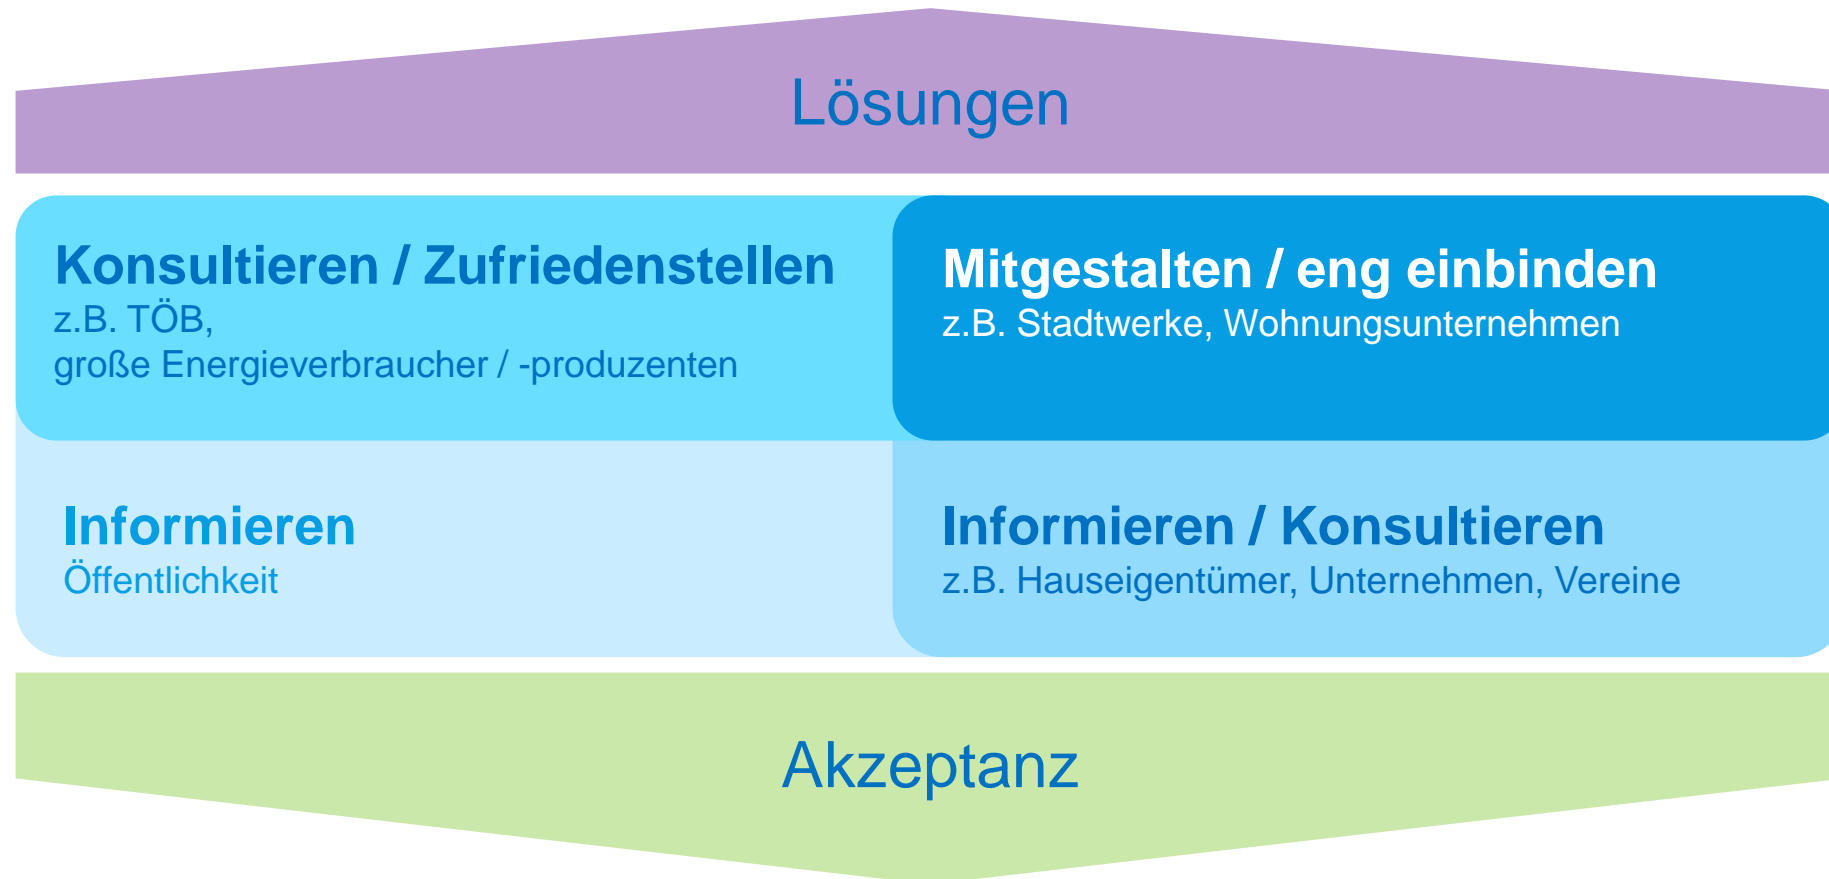 Lösungen
Konsultieren / Zufriedenstellen
z.B. TÖB,
große Energieverbraucher / -produzenten
Mitgestalten / eng einbinden
z.B. Stadtwerke, Wohnungsunternehmen
Informieren
Öffentlichkeit
Informieren / Konsultieren
z.B. Hauseigentümer, Unternehmen, Vereine
Akzeptanz